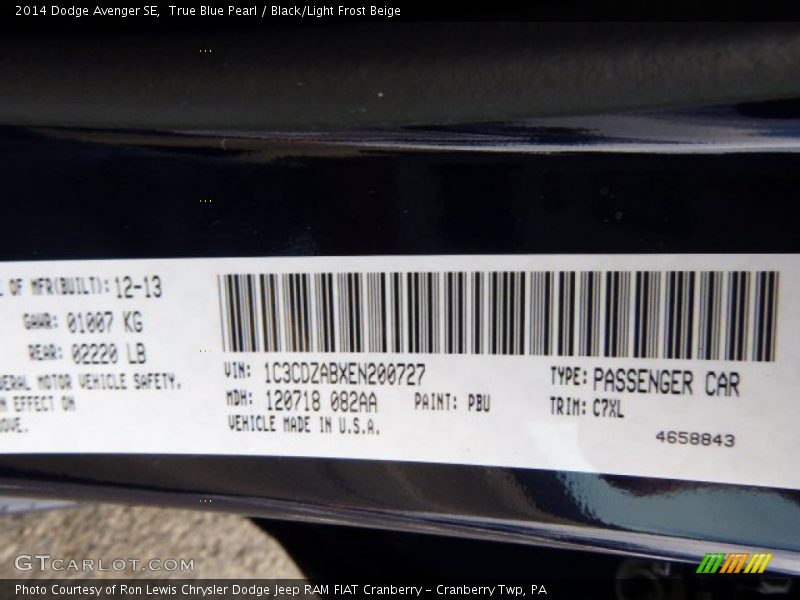 2014 Dodge Avenger SE,  True Blue Pearl / Black/Light Frost Beige
OF MFR(BUILT): 12-13
GAWR: 01007 KG
REAR: 02220 LB
MOTOR VEHICLE SAFETY.
EFFECT ON
VIN: 1C3CDZABXEN200727
TYPE: PASSENGER CAR
MDH: 120718 082AA
PAINT: PBU
TRIM: C7XL
VEHICLE MADE IN U.S.A.
4658843
GTCARLOT.COM
Photo Courtesy of Ron Lewis Chrysler Dodge Jeep RAM FIAT Cranberry – Cranberry Twp, PA